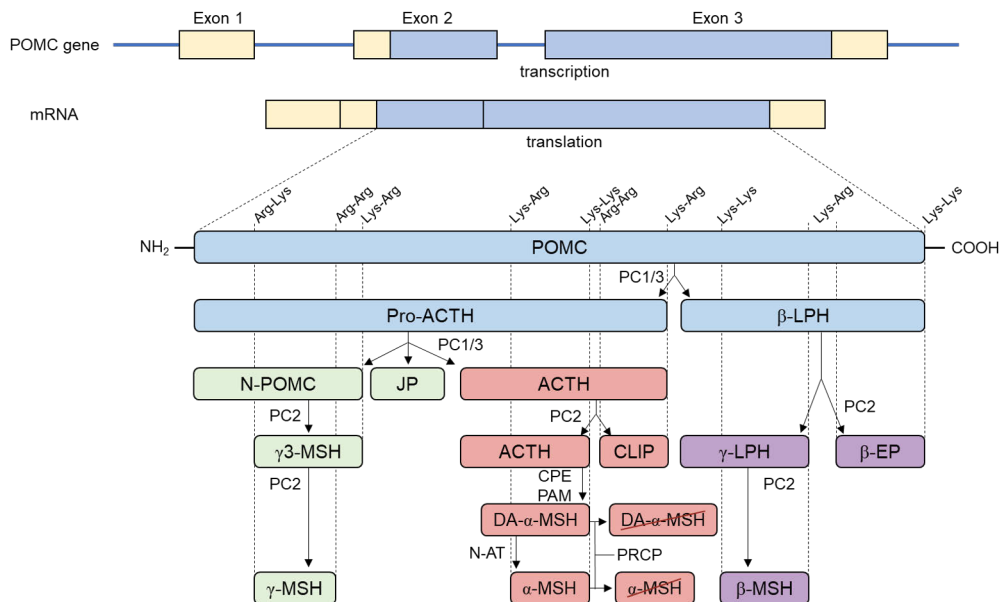 Exon 1
Exon 2
Exon 3
POMC gene
transcription
mRNA
translation
Arg-Lys
Arg-Arg
Lys-Arg
Lys-Arg
Lys-Lys
Arg-Arg
Lys-Arg
Lys-Lys
Lys-Arg
Lys-Lys
NH₂
POMC
COOH
PC1/3
Pro-ACTH
β-LPH
PC1/3
N-POMC
JP
ACTH
PC2
PC2
PC2
γ3-MSH
ACTH
CLIP
γ-LPH
β-EP
PC2
CPE
PAM
PC2
DA-α-MSH
DA-α-MSH
N-AT
PRCP
γ-MSH
α-MSH
α-MSH
β-MSH